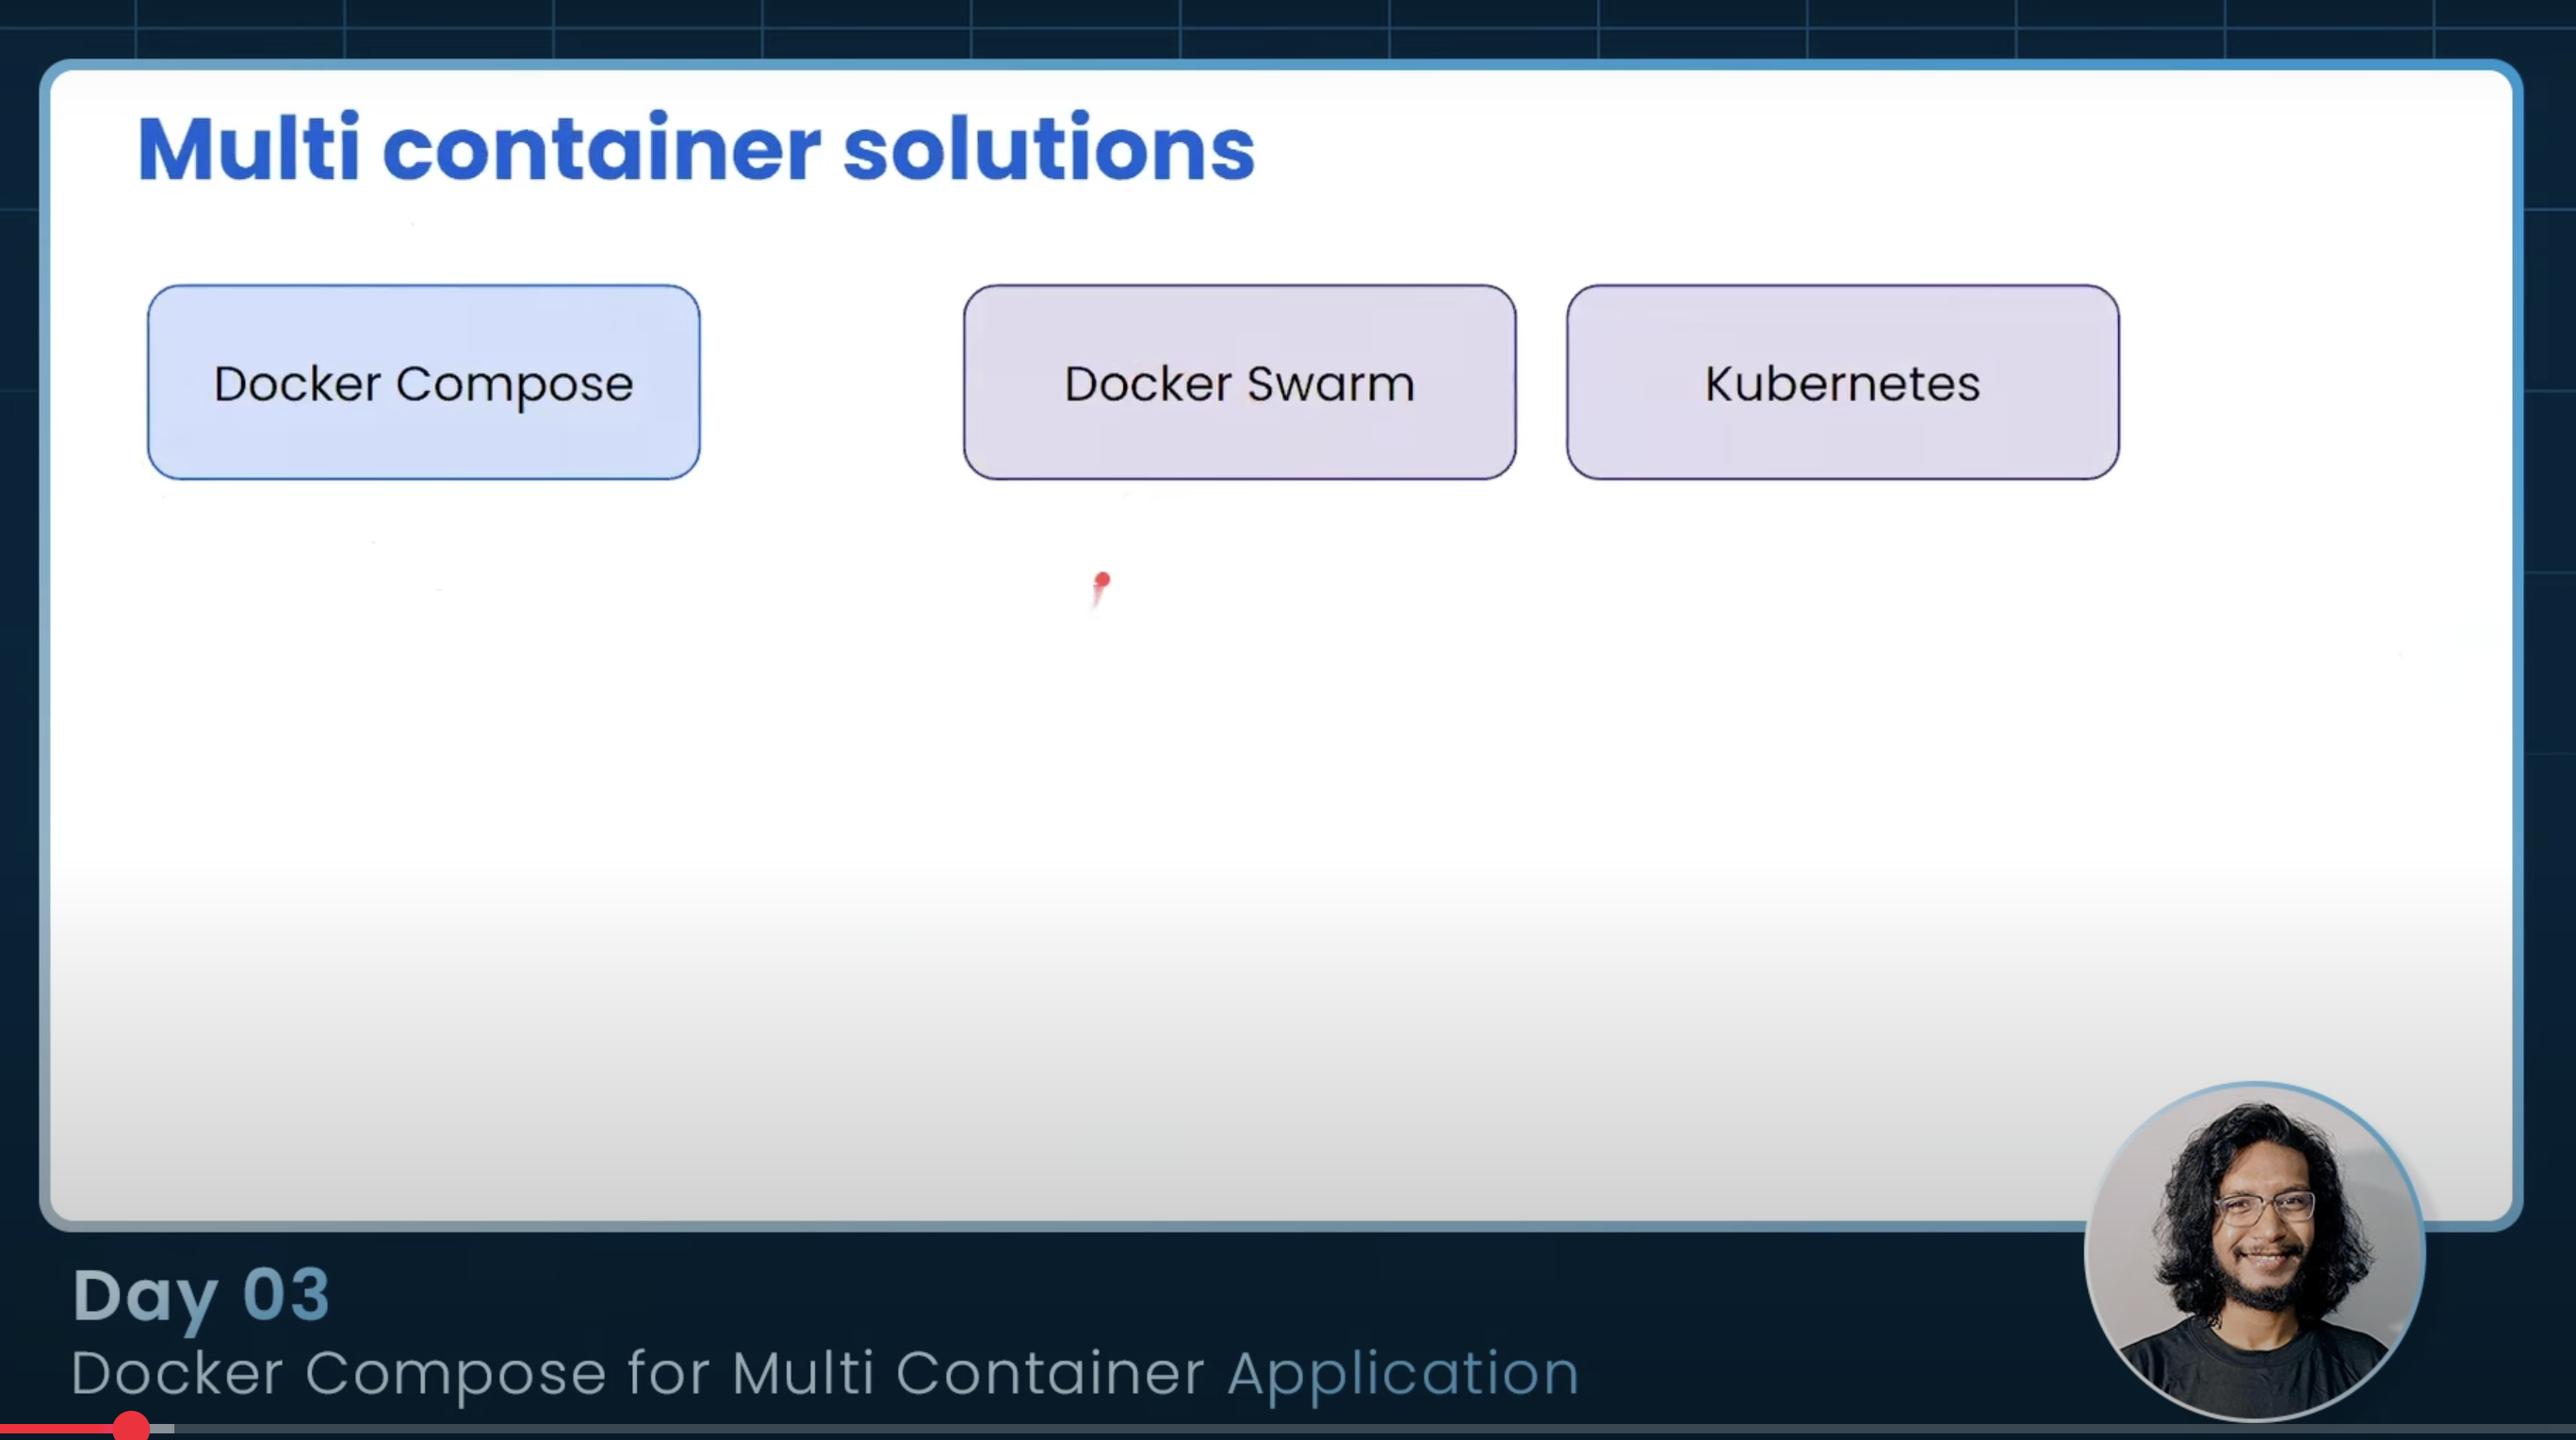 Multi container solutions
Docker Compose
Docker Swarm
Kubernetes
Day 03
Docker Compose for Multi Container Application